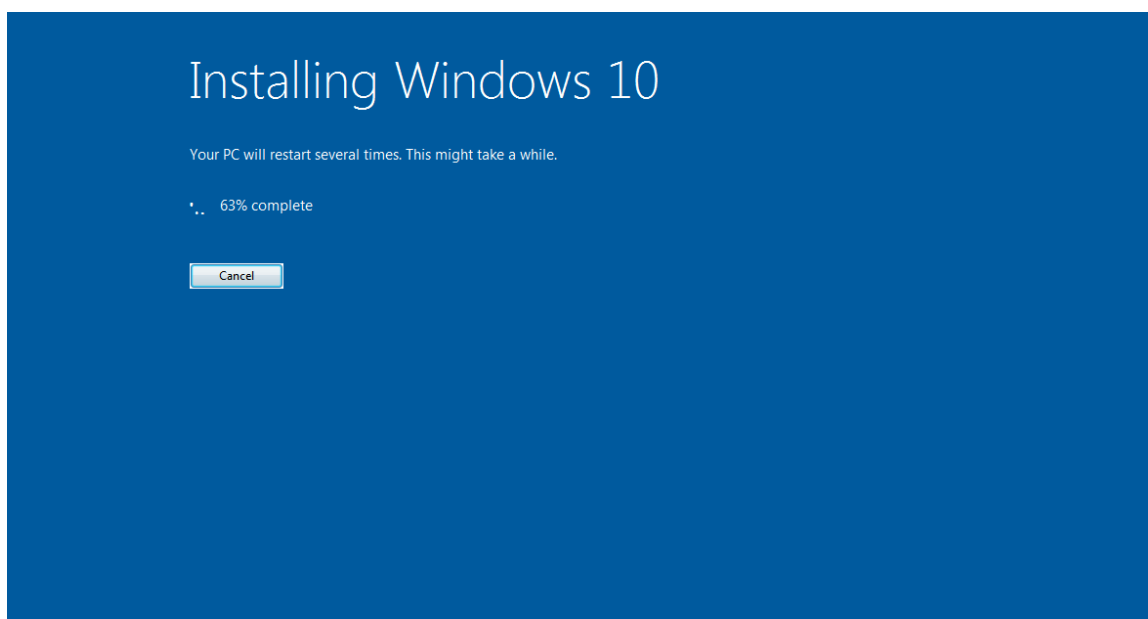 Installing Windows 10
Your PC will restart several times. This might take a while.
63% complete
Cancel